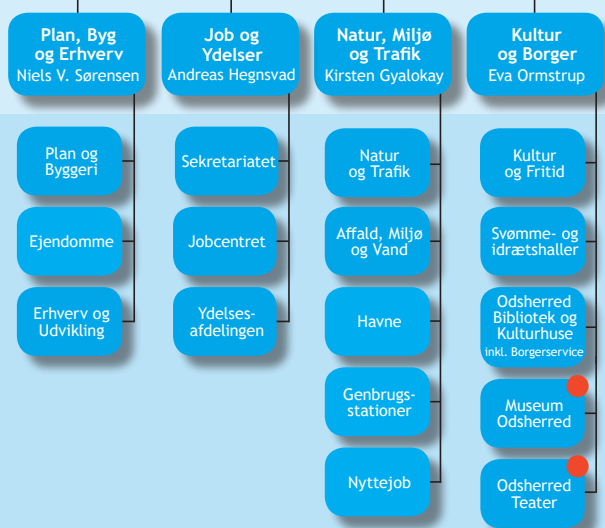 Plan, Byg
og Erhverv
Niels V. Sørensen
Plan og
Byggeri
Ejendomme
Erhverv og
Udvikling
Job og
Ydelser
Andreas Hegnsvad
Sekretariatet
Jobcentret
Ydelses-
afdelingen
Natur, Miljø
og Trafik
Kirsten Gyalokay
Natur
og Trafik
Affald, Miljø
og Vand
Havne
Genbrugs-
stationer
Nyttejob
Kultur
og Borger
Eva Ormstrup
Kultur
og Fritid
Svømme- og
idrætshaller
Odsherred
Bibliotek og
Kulturhuse
inkl. Borgerservice
Museum
Odsherred
Odsherred
Teater